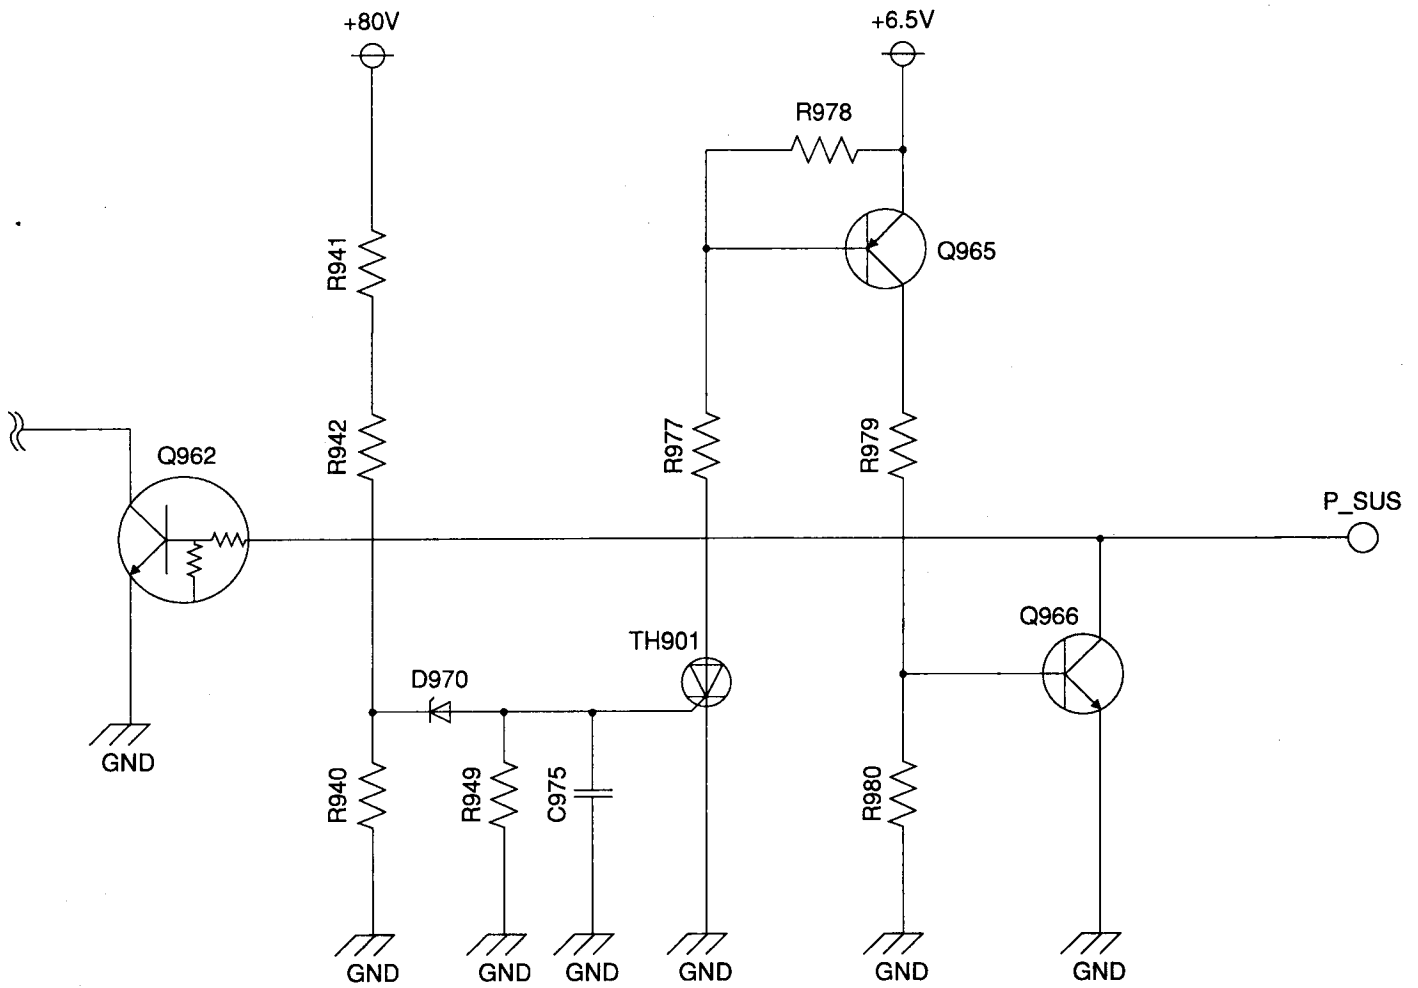 +80V
+6.5V
R978
R941
Q965
R942
R977
R979
Q962
P_SUS
Q966
TH901
D970
GND
R940
R949
C975
R980
GND
GND
GND
GND
GND
GND